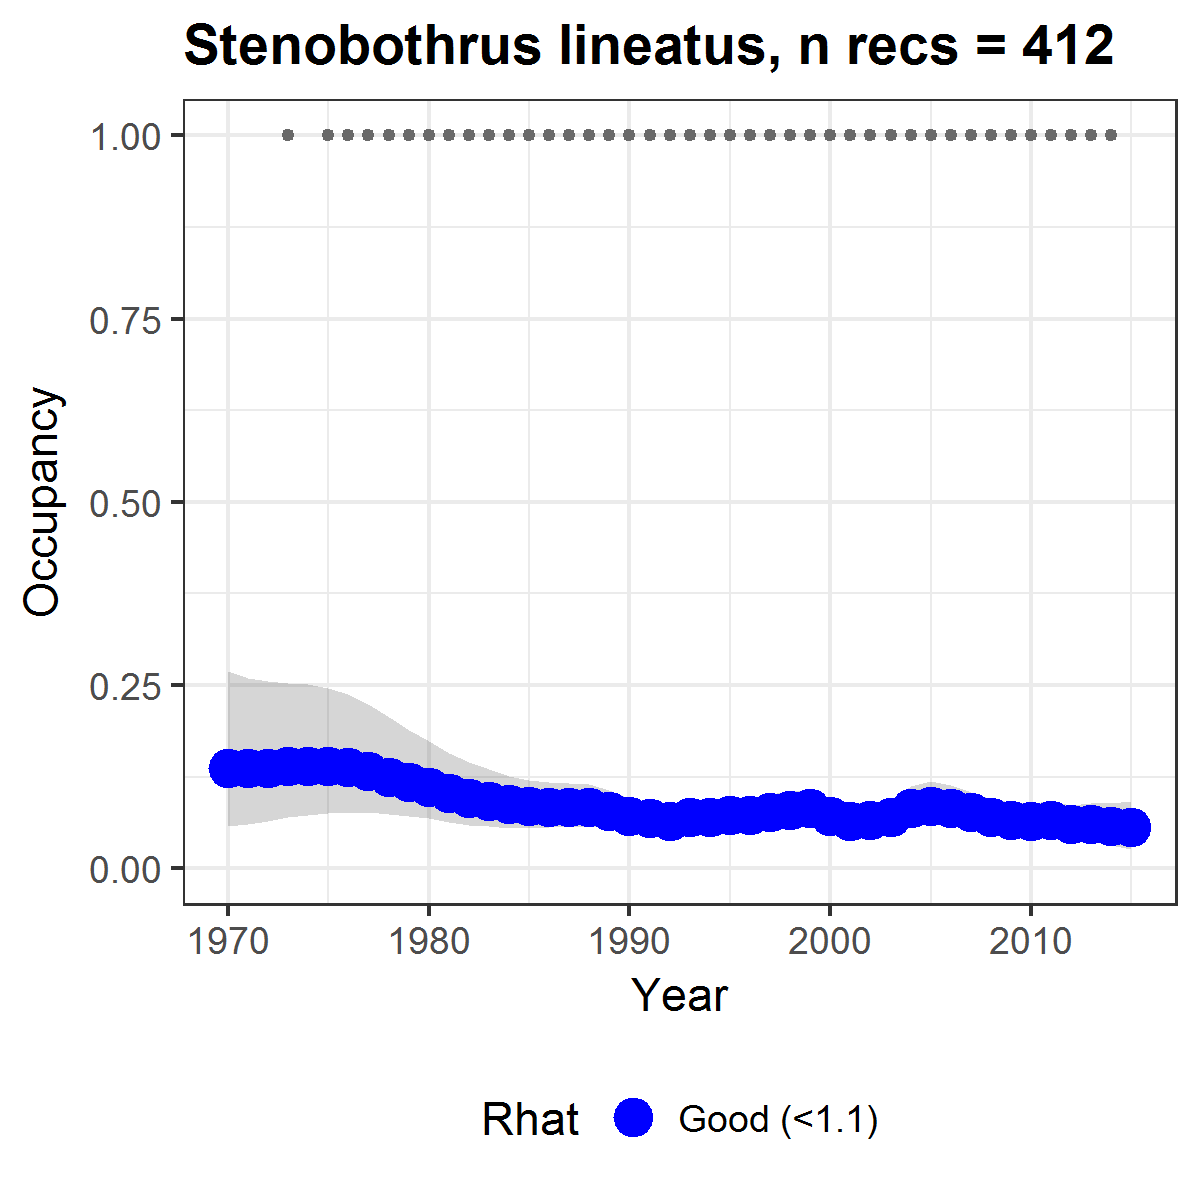 Stenobothrus lineatus, n recs = 412
1.00
0.75
0.50
0.25
0.00
Occupancy
1970 1980 1990 2000 2010
Year
Rhat Good (<1.1)